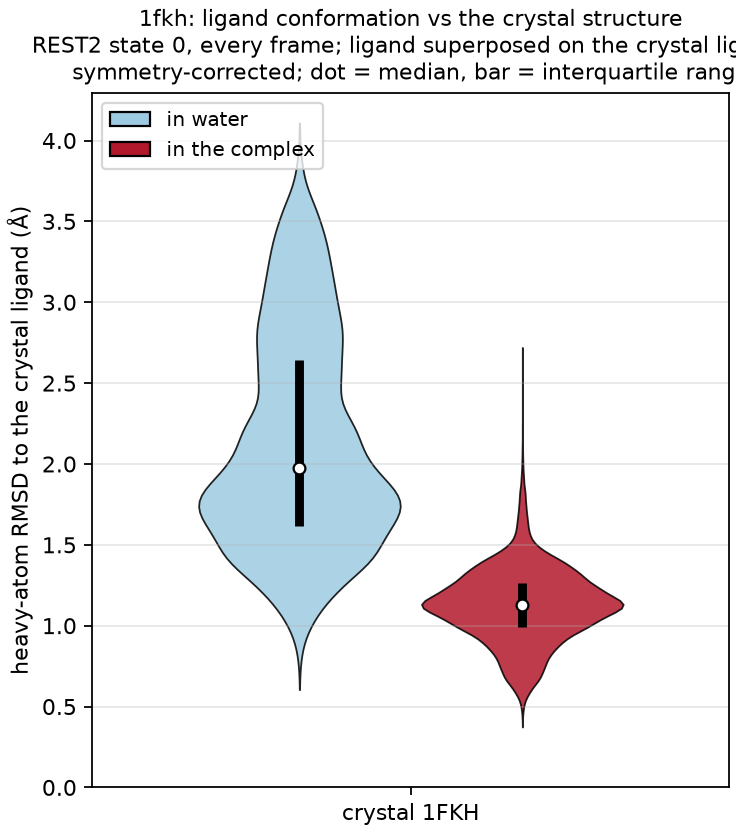 1fkh: ligand conformation vs the crystal structure
REST2 state 0, every frame; ligand superposed on the crystal lig
symmetry-corrected; dot = median, bar = interquartile rang
in water
in the complex
4.0
3.5
3.0
2.5
2.0
1.5
1.0
0.5
0.0
heavy-atom RMSD to the crystal ligand (Å)
crystal 1FKH